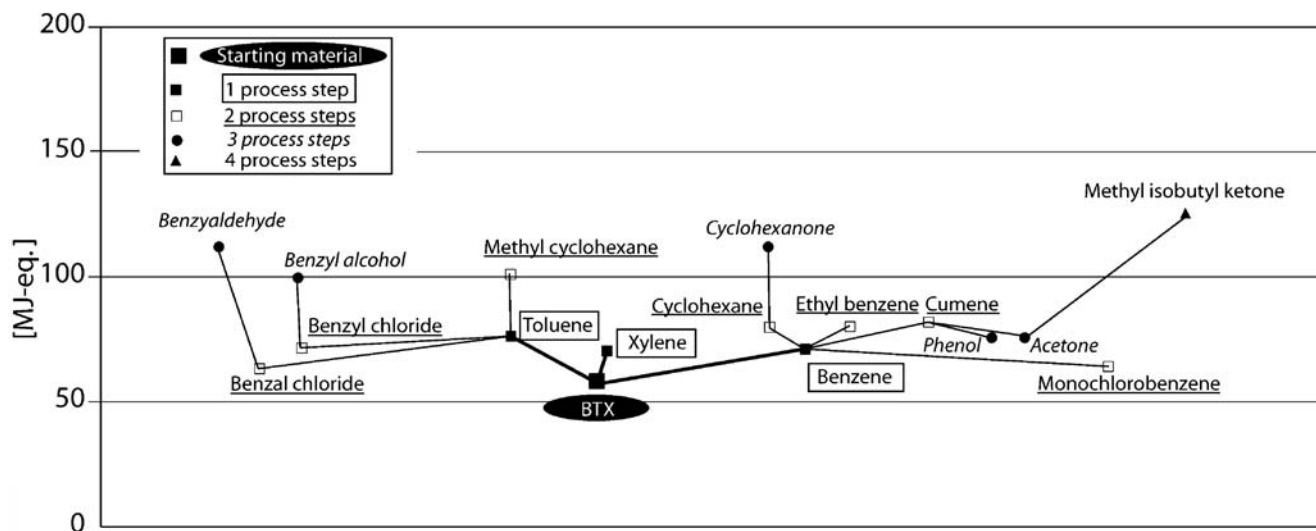 200
Starting material
1 process step
2 process steps
3 process steps
4 process steps
150
Methyl isobutyl ketone
Benzyaldehyde
Cyclohexanone
Benzyl alcohol
Methyl cyclohexane
[MJ-eq.]
100
Cyclohexane
Ethyl benzene
Cumene
Benzyl chloride
Toluene
Xylene
Phenol
Acetone
Benzal chloride
Benzene
Monochlorobenzene
50
BTX
0